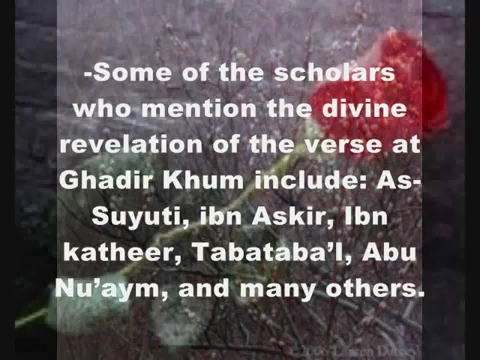 -Some of the scholars
who mention the divine
revelation of the verse at
Ghadir Khum include: As-
Suyuti, ibn Askir, Ibn
katheer, Tabataba’I, Abu
Nu’aym, and many others.